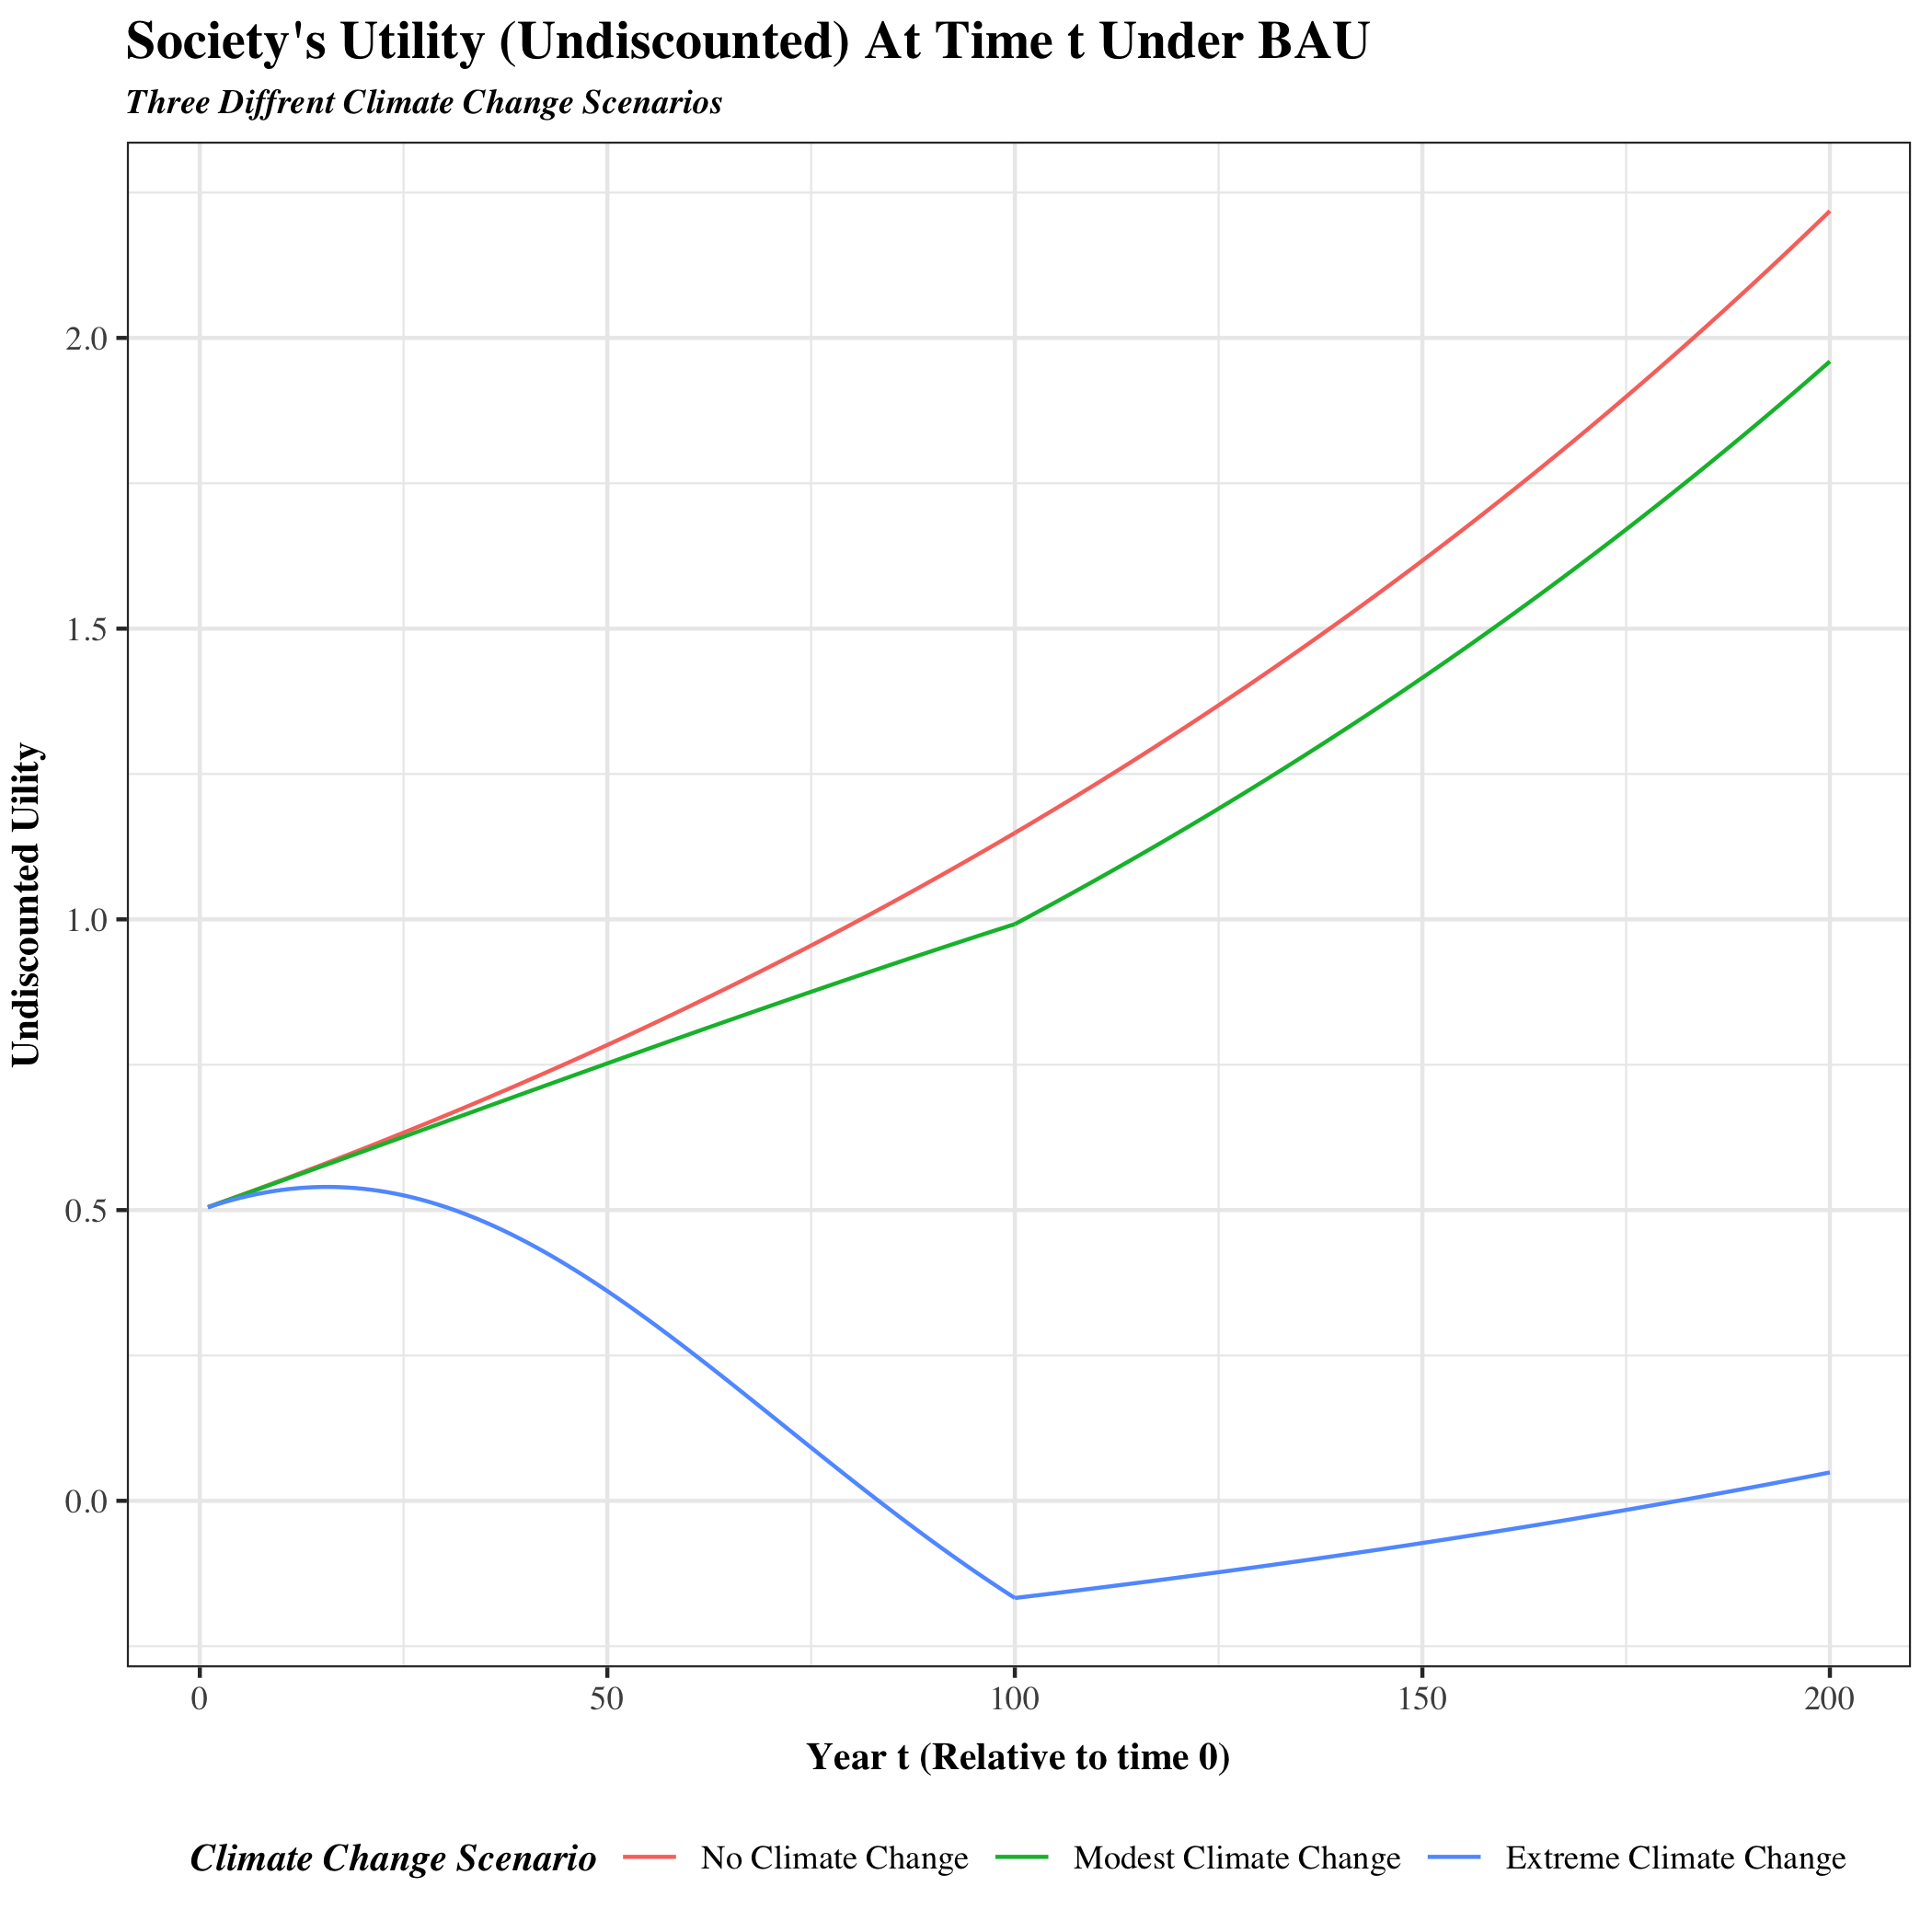 Society's Utility (Undiscounted) At Time t Under BAU
Three Diffrent Climate Change Scenarios
Undiscounted Uility
2.0
1.5
1.0
0.5
0.0
0 50 100 150 200
Year t (Relative to time 0)
Climate Change Scenario No Climate Change Modest Climate Change Extreme Climate Change